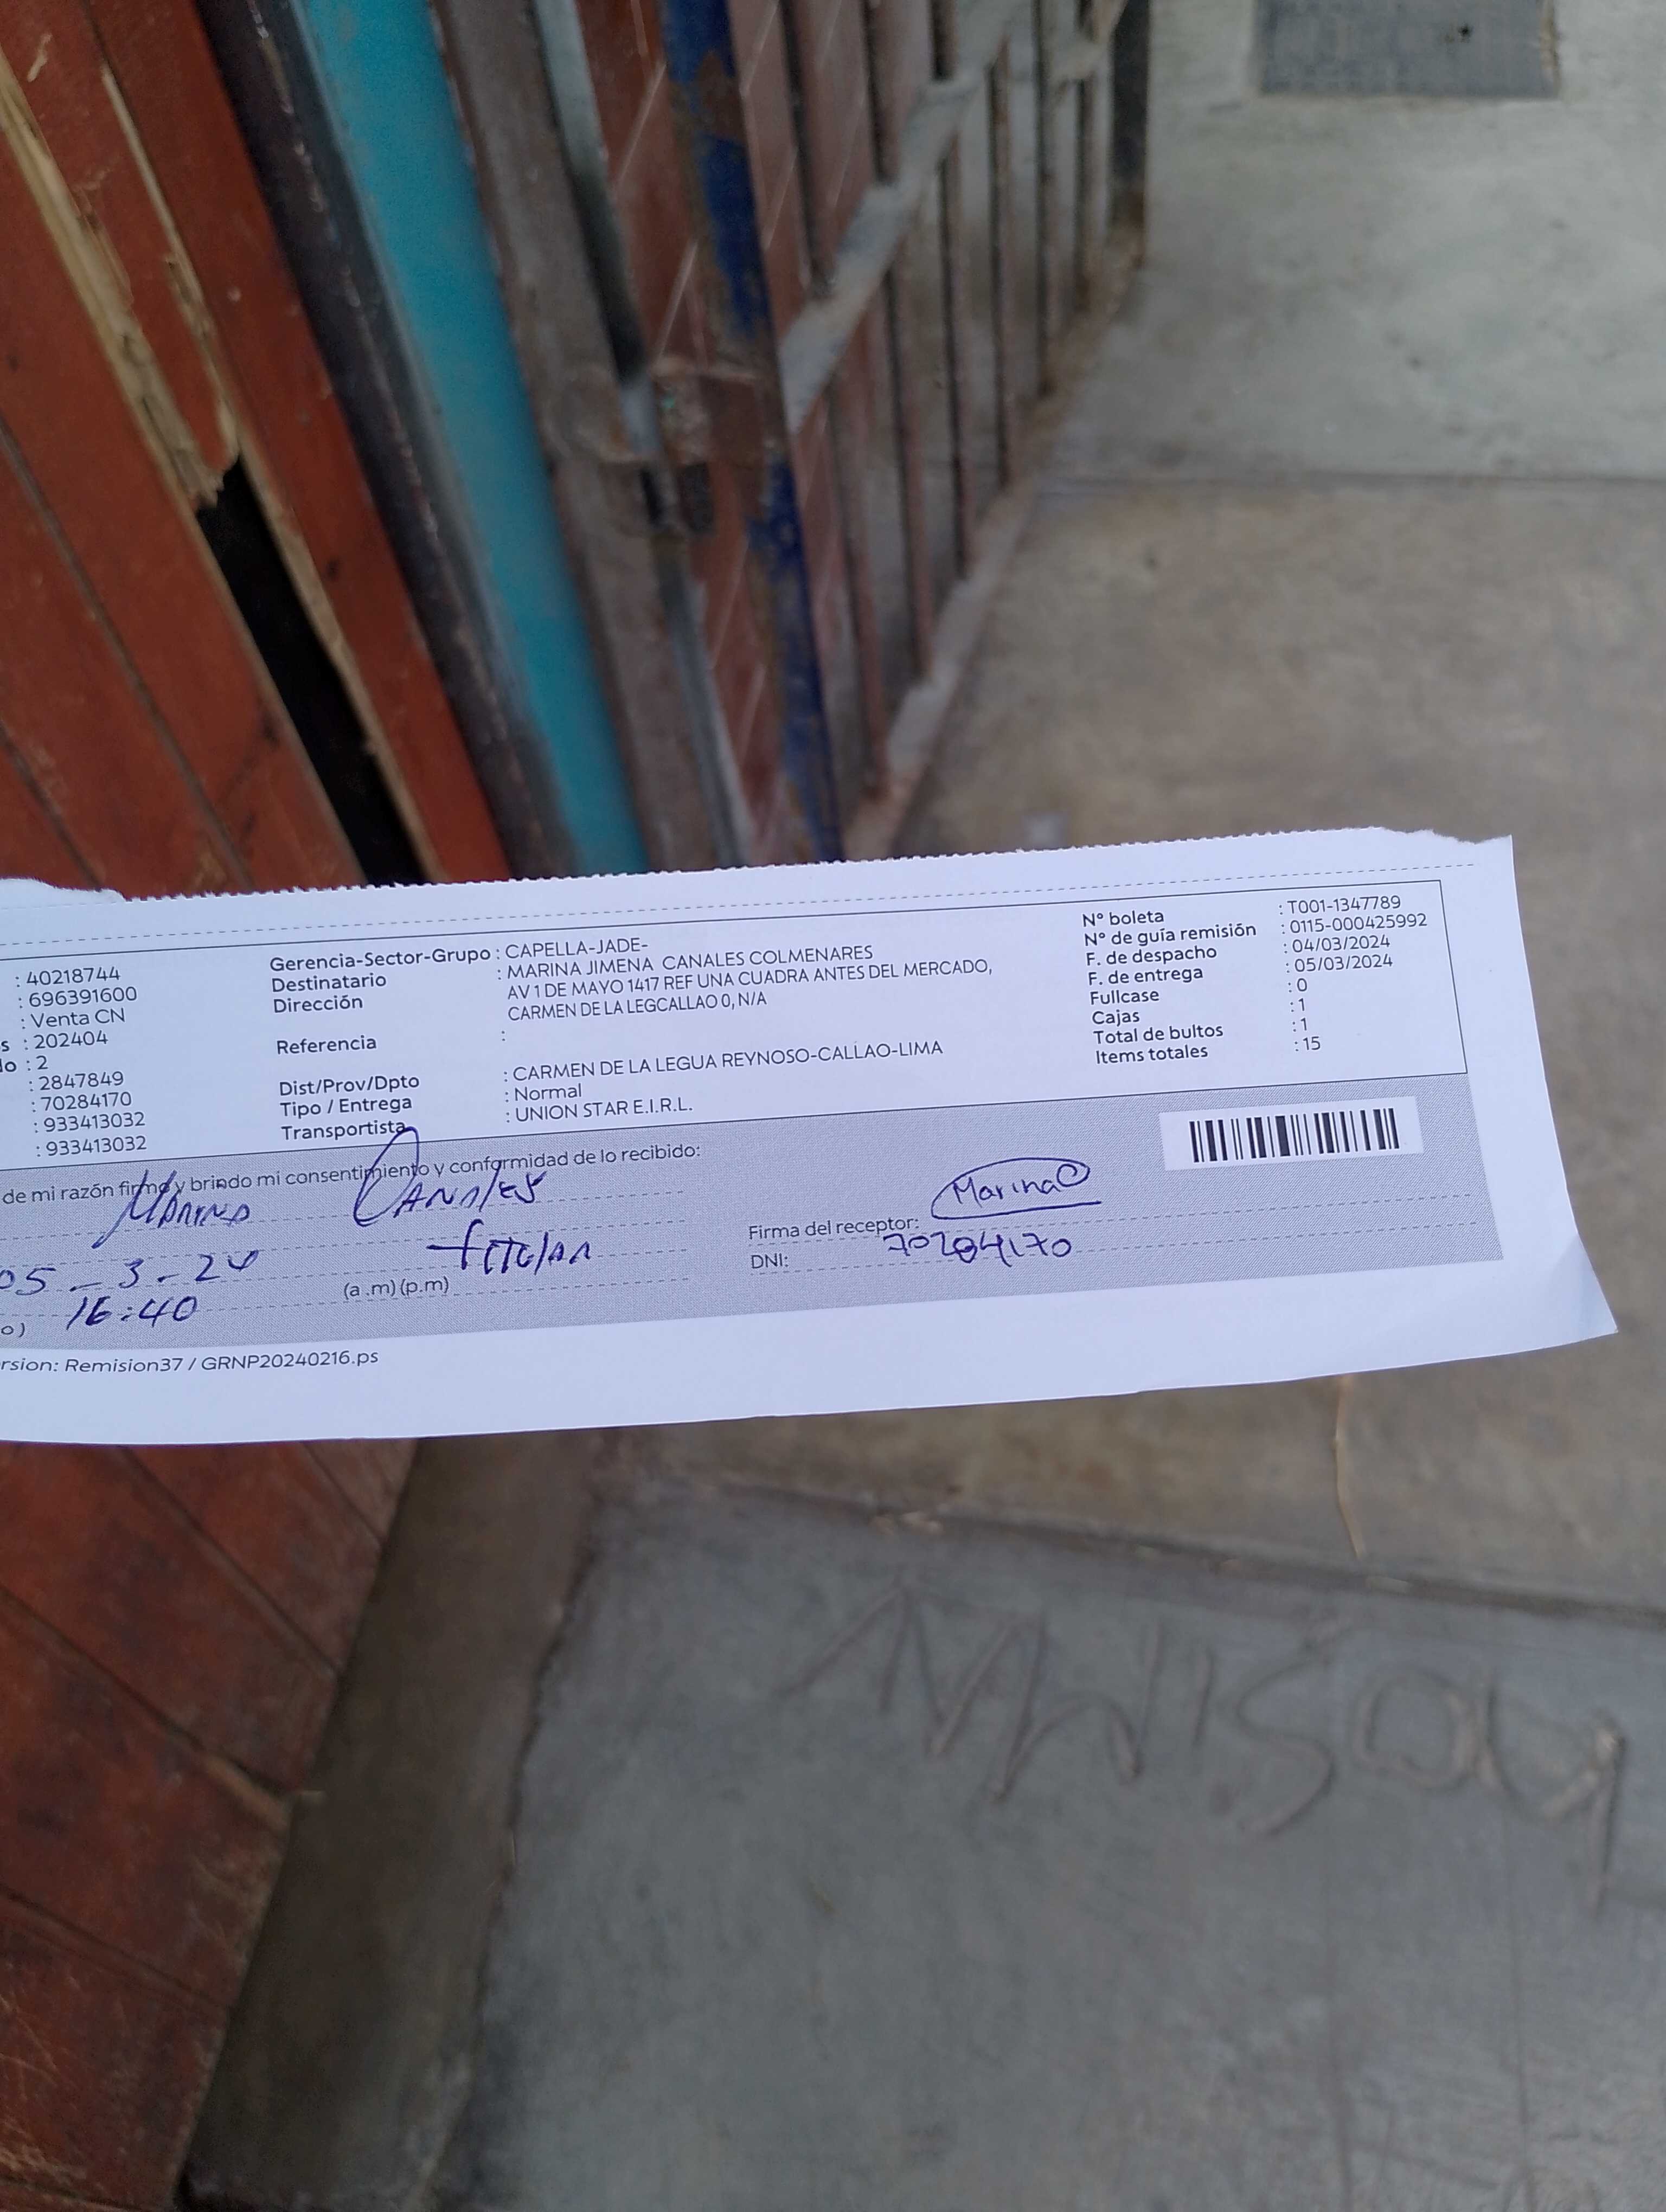 : 40218744
: 696391600
: Venta CN
s : 202404
do : 2
: 2847849
: 70284170
: 933413032
: 933413032
Gerencia-Sector-Grupo : CAPELLA-JADE-
Destinatario : MARINA JIMENA CANALES COLMENARES
Dirección AV 1 DE MAYO 1417 REF UNA CUADRA ANTES DEL MERCADO,
CARMEN DE LA LEGCALLAO 0, N/A
Referencia :
Dist/Prov/Dpto : CARMEN DE LA LEGUA REYNOSO-CALLAO-LIMA
Tipo / Entrega : Normal
Transportista : UNION STAR E.I.R.L.
N° boleta : T001-1347789
N° de guía remisión : 0115-000425992
F. de despacho : 04/03/2024
F. de entrega : 05/03/2024
Fullcase : 0
Cajas : 1
Total de bultos : 1
Items totales : 15
de mi razón firmo y brindo mi consentimiento y conformidad de lo recibido:
Marina Canales
titular
05-3-24
(a.m) (p.m)
o) 16:40
Firma del receptor: Marina
DNI: 70284170
rsion: Remision37 / GRNP20240216.ps